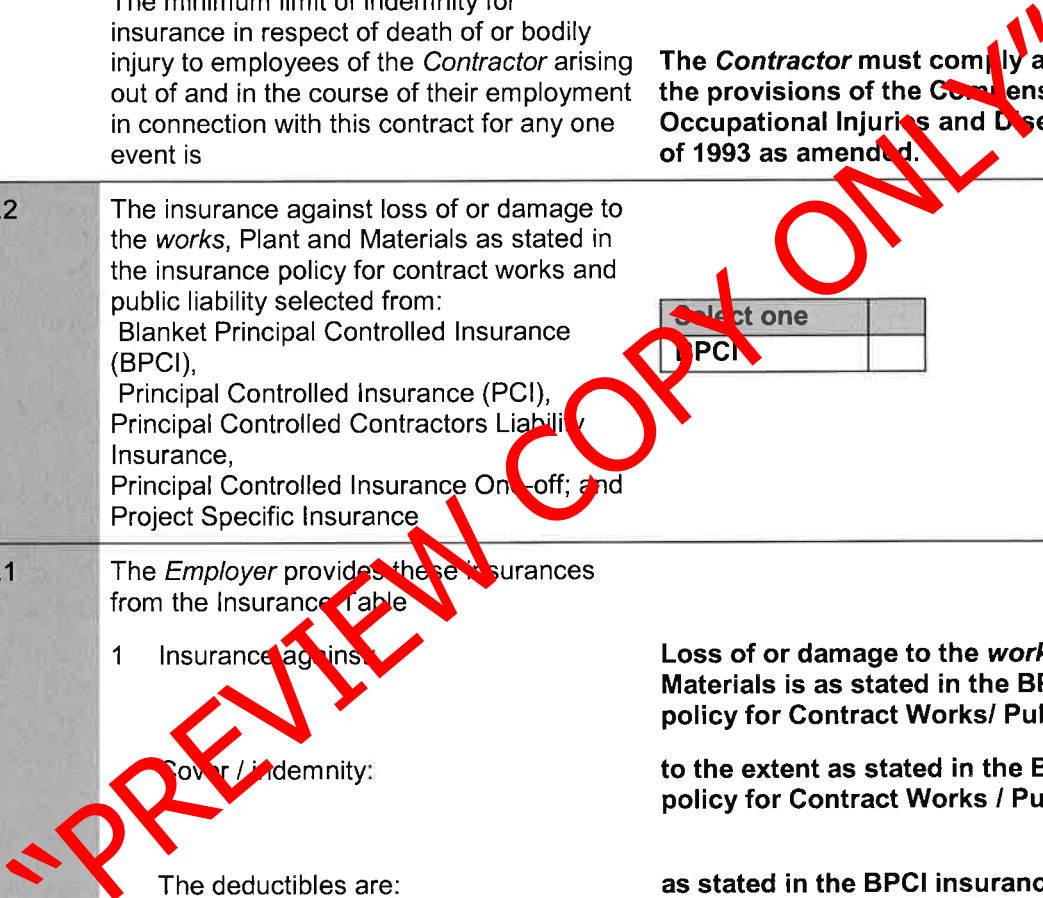 The minimum limit of indemnity for
insurance in respect of death of or bodily
injury to employees of the Contractor arising
out of and in the course of their employment
in connection with this contract for any one
event is
The Contractor must comply a
the provisions of the Compens
Occupational Injuries and Dise
of 1993 as amended.
.2
The insurance against loss of or damage to
the works, Plant and Materials as stated in
the insurance policy for contract works and
public liability selected from:
Blanket Principal Controlled Insurance
(BPCI),
Principal Controlled Insurance (PCI),
Principal Controlled Contractors Liability
Insurance,
Principal Controlled Insurance One-off; and
Project Specific Insurance
Select one
BPCI
.1
The Employer provides these insurances
from the Insurance Table
1 Insurance against:
Loss of or damage to the work
Materials is as stated in the BP
policy for Contract Works/ Pul
Cover / indemnity:
to the extent as stated in the B
policy for Contract Works / Pu
The deductibles are:
as stated in the BPCI insuranc
"PREVIEW COPY ONLY"